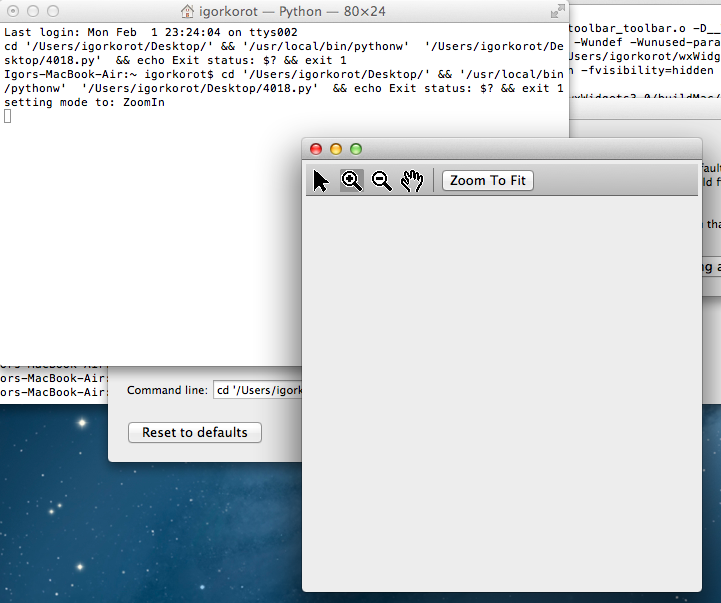 igorkorot — Python — 80×24
Last login: Mon Feb  1 23:24:04 on ttys002
cd '/Users/igorkorot/Desktop/' && '/usr/local/bin/pythonw'  '/Users/igorkorot/De
sktop/4018.py'  && echo Exit status: $? && exit 1
Igors-MacBook-Air:~ igorkorot$ cd '/Users/igorkorot/Desktop/' && '/usr/local/bin
/pythonw'  '/Users/igorkorot/Desktop/4018.py'  && echo Exit status: $? && exit 1
setting mode to: ZoomIn
toolbar_toolbar.o -D__
-Wundef -Wunused-para
/Users/igorkorot/wxWidg
-fvisibility=hidden
Zoom To Fit
ors-MacBook-Air:
ors-MacBook-Air:
ors-MacBook-Air:
Command line: cd '/Users/igork
Reset to defaults